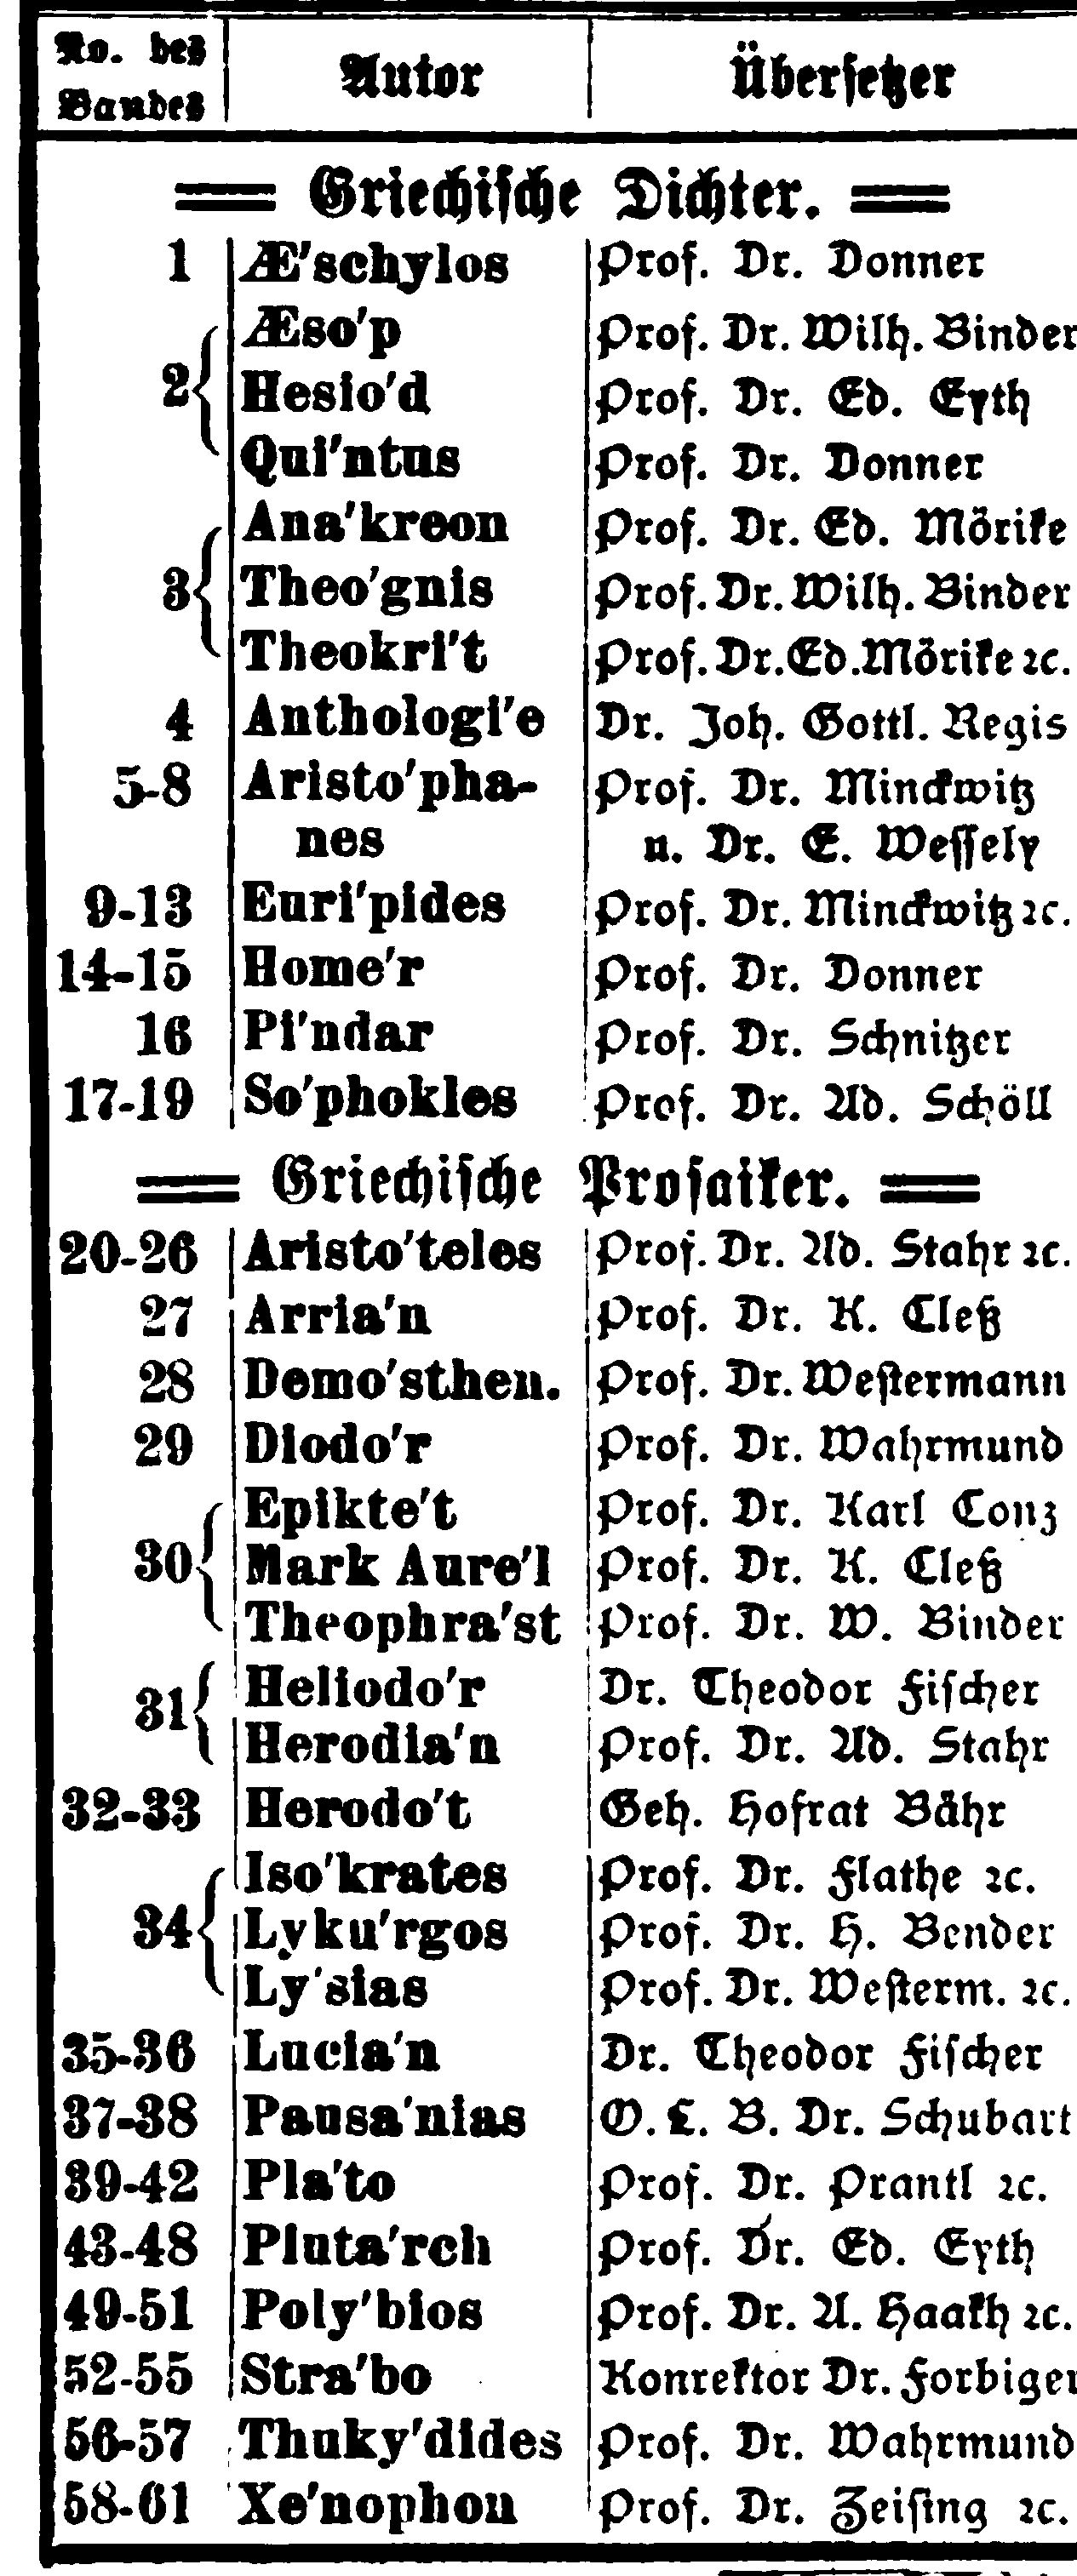 No. des Bandes Autor Übersetzer
Griechische Dichter.
1 Æ'schylos Prof. Dr. Donner
Æso'p Prof. Dr. Wilh. Binder
2 Hesio'd Prof. Dr. Ed. Eyth
Qui'ntus Prof. Dr. Donner
Ana'kreon Prof. Dr. Ed. Mörike
3 Theo'gnis Prof. Dr. Wilh. Binder
Theokri't Prof. Dr. Ed. Mörike ꝛc.
4 Anthologi'e Dr. Joh. Gottl. Regis
5-8 Aristo'pha- Prof. Dr. Minckwitz
nes u. Dr. E. Weſſely
9-13 Euri'pides Prof. Dr. Minckwitz ꝛc.
14-15 Home'r Prof. Dr. Donner
16 Pi'ndar Prof. Dr. Schnitzer
17-19 So'phokles Prof. Dr. Ad. Schöll
Griechiſche Proſaiker.
20-26 Aristo'teles Prof. Dr. Ad. Stahr ꝛc.
27 Arria'n Prof. Dr. K. Cleß
28 Demo'sthen. Prof. Dr. Weſtermann
29 Diodo'r Prof. Dr. Wahrmund
Epikte't Prof. Dr. Karl Conz
30 Mark Aure'l Prof. Dr. K. Cleß
Theophra'st Prof. Dr. W. Binder
31 Heliodo'r Dr. Theodor Fiſcher
Herodia'n Prof. Dr. Ad. Stahr
32-33 Herodo't Geh. Hofrat Bähr
Iso'krates Prof. Dr. Flathe ꝛc.
34 Lyku'rgos Prof. Dr. H. Bender
Ly'sias Prof. Dr. Weſterm. ꝛc.
35-36 Lucia'n Dr. Theodor Fiſcher
37-38 Pausa'nias O. L. B. Dr. Schubart
39-42 Pla'to Prof. Dr. Prantl ꝛc.
43-48 Pluta'rch Prof. Dr. Ed. Eyth
49-51 Poly'bios Prof. Dr. A. Haakh ꝛc.
52-55 Stra'bo Konrektor Dr. Forbiger
56-57 Thuky'dides Prof. Dr. Wahrmund
58-61 Xe'nophon Prof. Dr. Zeiſing ꝛc.